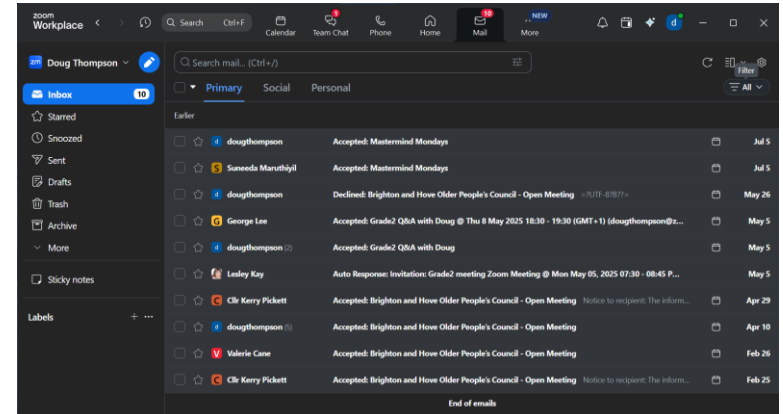 zoom
Workplace
Search Ctrl+F
Calendar
1
Team Chat
Phone
Home
10
Mail
NEW
More
d
zm Doug Thompson
Search mail... (Ctrl+/)
Filter
Inbox 10
Primary Social Personal
All
Starred
Snoozed
Sent
Drafts
Trash
Archive
More
Sticky notes
Labels
Earlier
d dougthompson Accepted: Mastermind Mondays Jul 5
S Suneeda Maruthiyil Accepted: Mastermind Mondays Jul 5
d dougthompson Declined: Brighton and Hove Older People's Council - Open Meeting =?UTF-8?B??= May 26
G George Lee Accepted: Grade2 Q&A with Doug @ Thu 8 May 2025 18:30 - 19:30 (GMT+1) (dougthompson@z... May 5
d dougthompson (2) Accepted: Grade2 Q&A with Doug May 5
Lesley Kay Auto Response: Invitation: Grade2 meeting Zoom Meeting @ Mon May 05, 2025 07:30 - 08:45 P... May 5
C Cllr Kerry Pickett Accepted: Brighton and Hove Older People's Council - Open Meeting Notice to recipient: The inform... Apr 29
d dougthompson (5) Accepted: Brighton and Hove Older People's Council - Open Meeting Apr 10
V Valerie Cane Accepted: Brighton and Hove Older People's Council - Open Meeting Feb 26
C Cllr Kerry Pickett Accepted: Brighton and Hove Older People's Council - Open Meeting Notice to recipient: The inform... Feb 25
End of emails